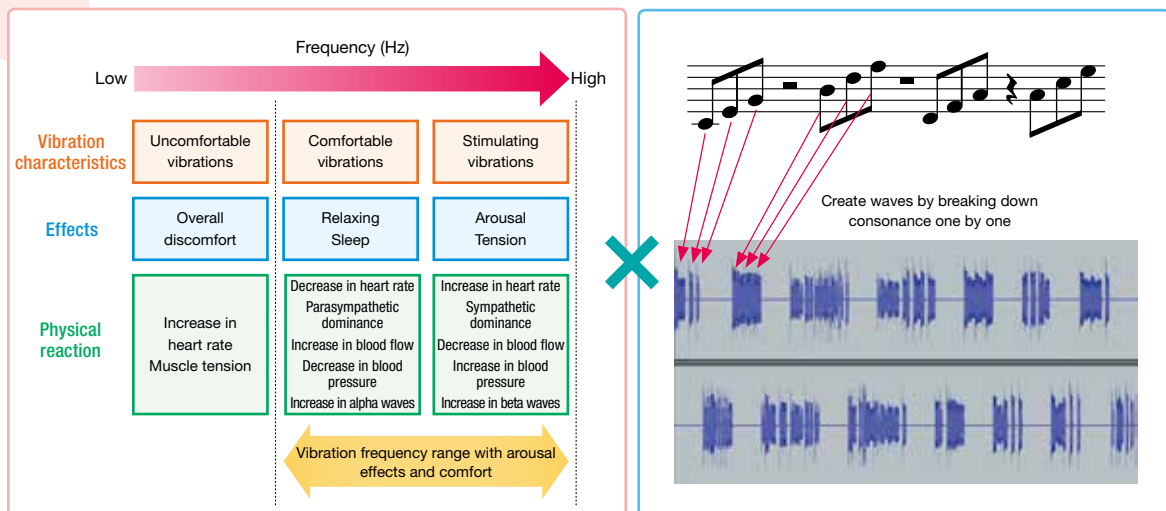 Frequency (Hz)
Low
High
Vibration
characteristics
Uncomfortable
vibrations
Comfortable
vibrations
Stimulating
vibrations
Effects
Overall
discomfort
Relaxing
Sleep
Arousal
Tension
Physical
reaction
Increase in
heart rate
Muscle tension
Decrease in heart rate
Parasympathetic
dominance
Increase in blood flow
Decrease in blood
pressure
Increase in alpha waves
Increase in heart rate
Sympathetic
dominance
Decrease in blood flow
Increase in blood
pressure
Increase in beta waves
Vibration frequency range with arousal
effects and comfort
Create waves by breaking down
consonance one by one